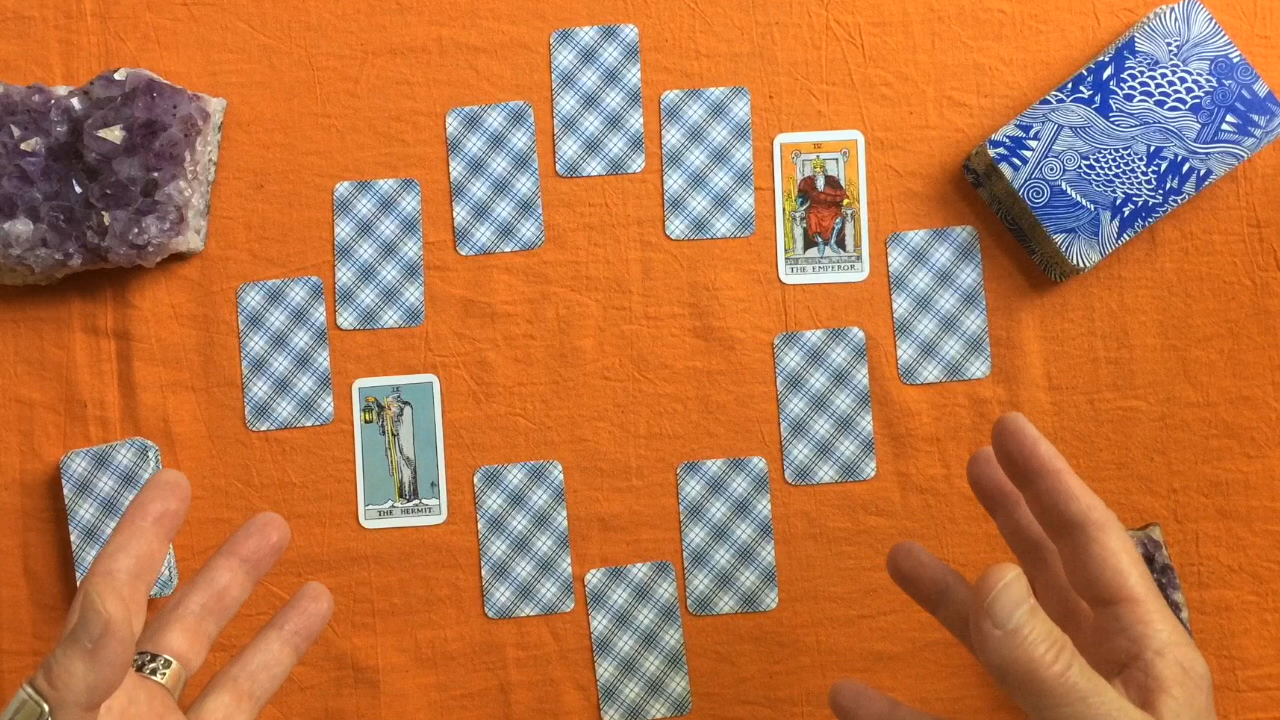 IV
THE EMPEROR.
IX
THE HERMIT.